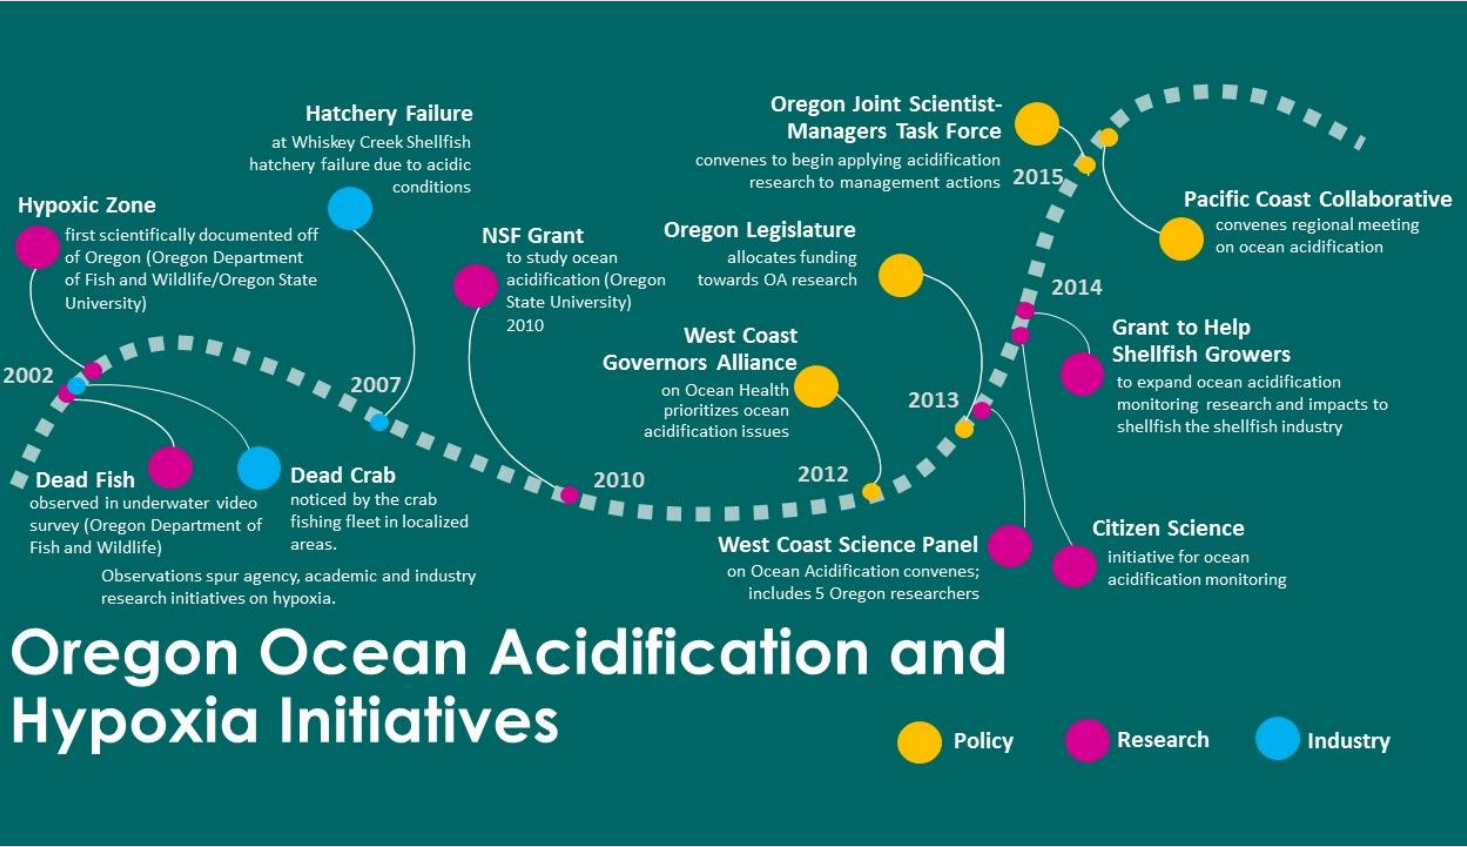 Hypoxic Zone
first scientifically documented off
of Oregon (Oregon Department
of Fish and Wildlife/Oregon State
University)
2002
Dead Fish
observed in underwater video
survey (Oregon Department of
Fish and Wildlife)
Dead Crab
noticed by the crab
fishing fleet in localized
areas.
Observations spur agency, academic and industry
research initiatives on hypoxia.
Hatchery Failure
at Whiskey Creek Shellfish
hatchery failure due to acidic
conditions
2007
NSF Grant
to study ocean
acidification (Oregon
State University)
2010
2010
West Coast
Governors Alliance
on Ocean Health
prioritizes ocean
acidification issues
2012
Oregon Legislature
allocates funding
towards OA research
2013
West Coast Science Panel
on Ocean Acidification convenes;
includes 5 Oregon researchers
2014
Grant to Help
Shellfish Growers
to expand ocean acidification
monitoring research and impacts to
shellfish the shellfish industry
Citizen Science
initiative for ocean
acidification monitoring
Oregon Joint Scientist-
Managers Task Force
convenes to begin applying acidification
research to management actions
2015
Pacific Coast Collaborative
convenes regional meeting
on ocean acidification
Oregon Ocean Acidification and
Hypoxia Initiatives
Policy
Research
Industry